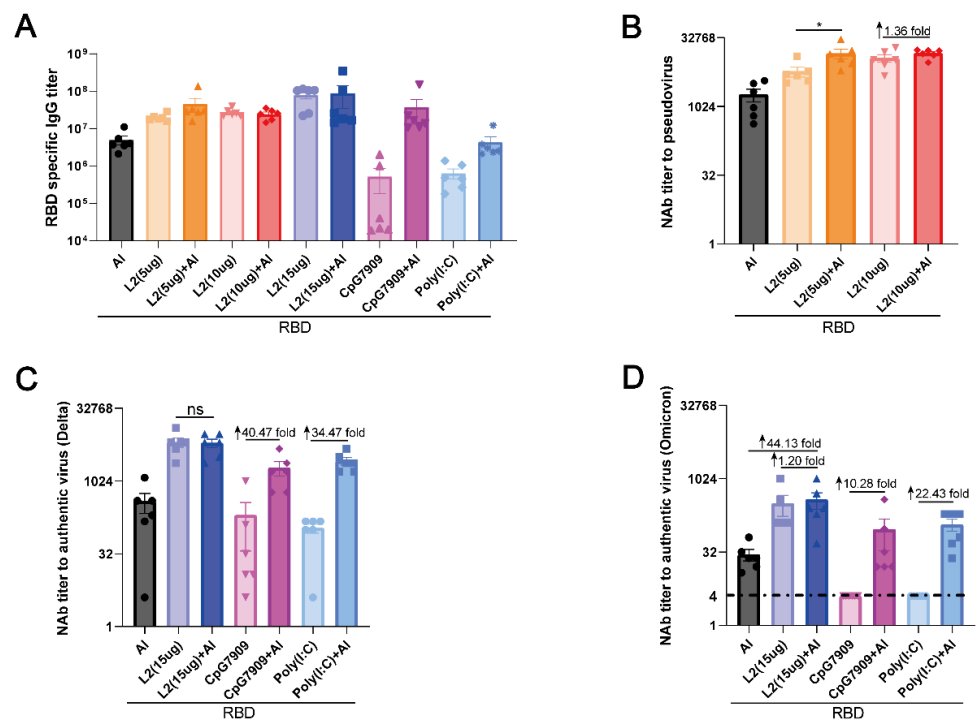 A
RBD specific IgG titer
10⁹
10⁸
10⁷
10⁶
10⁵
10⁴
*
Al
L2(5ug)
L2(5ug)+Al
L2(10ug)
L2(10ug)+Al
L2(15ug)
L2(15ug)+Al
CpG7909
CpG7909+Al
Poly(I:C)
Poly(I:C)+Al
RBD
B
NAb titer to pseudovirus
32768
1024
32
1
*
1.36 fold
Al
L2(5ug)
L2(5ug)+Al
L2(10ug)
L2(10ug)+Al
RBD
C
NAb titer to authentic virus (Delta)
32768
1024
32
1
ns
40.47 fold
34.47 fold
Al
L2(15ug)
L2(15ug)+Al
CpG7909
CpG7909+Al
Poly(I:C)
Poly(I:C)+Al
RBD
D
NAb titer to authentic virus (Omicron)
32768
1024
32
4
1
44.13 fold
1.20 fold
10.28 fold
22.43 fold
Al
L2(15ug)
L2(15ug)+Al
CpG7909
CpG7909+Al
Poly(I:C)
Poly(I:C)+Al
RBD